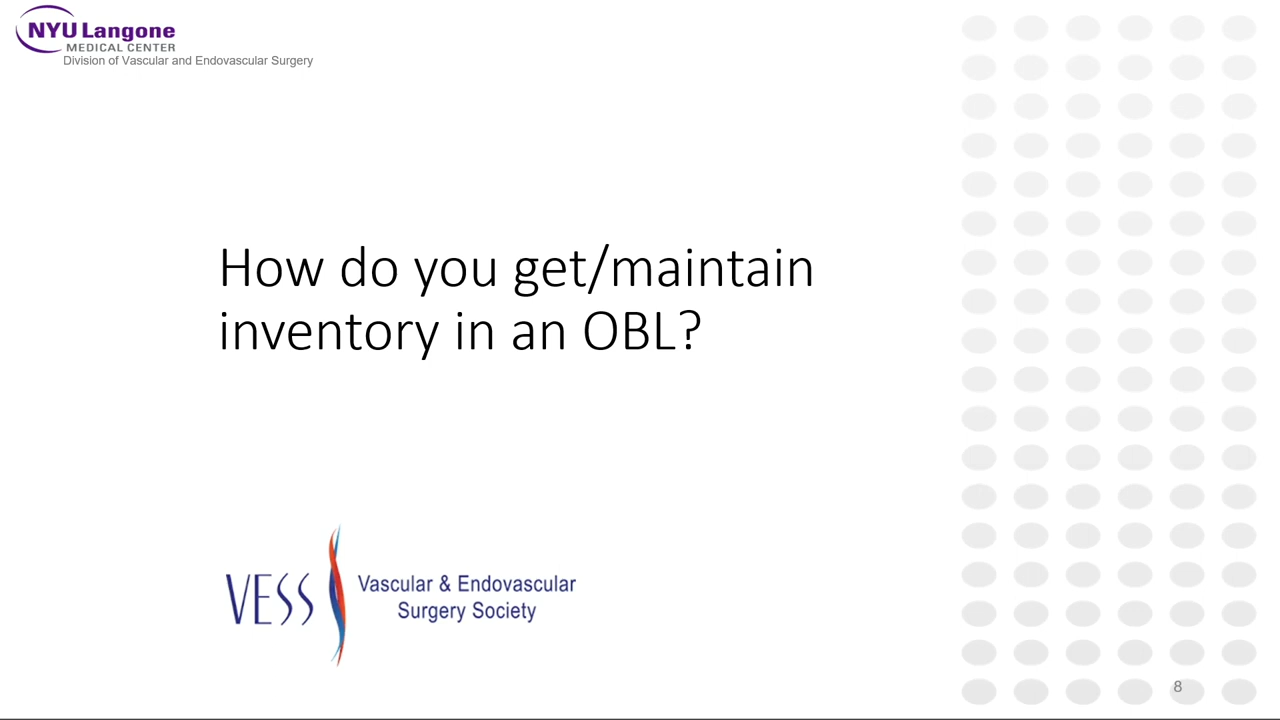 NYU Langone
MEDICAL CENTER
Division of Vascular and Endovascular Surgery
How do you get/maintain
inventory in an OBL?
VESS
Vascular & Endovascular
Surgery Society
8